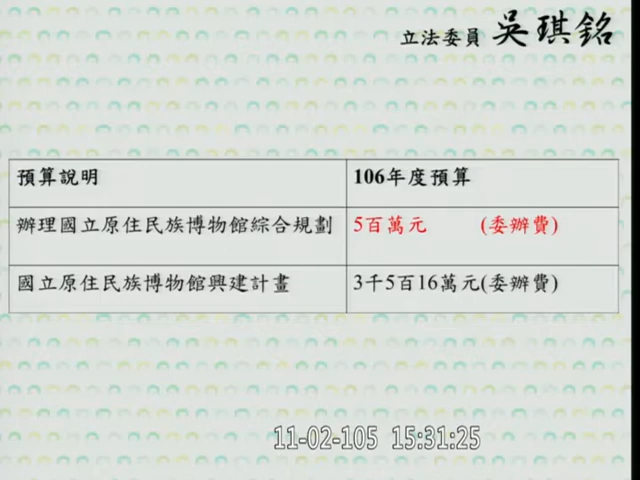 立法委員 吳琪銘
預算說明 106年度預算
辦理國立原住民族博物館綜合規劃 5百萬元 (委辦費)
國立原住民族博物館興建計畫 3千5百16萬元(委辦費)
11-02-105 15:31:25